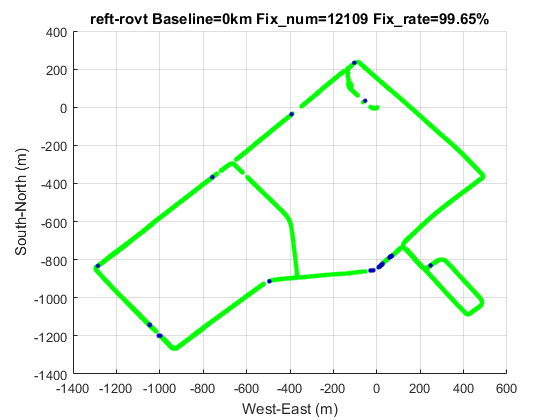 reft-rovt Baseline=0km Fix_num=12109 Fix_rate=99.65%
400
200
0
-200
-400
-600
-800
-1000
-1200
-1400
South-North (m)
-1400 -1200 -1000 -800 -600 -400 -200 0 200 400 600
West-East (m)